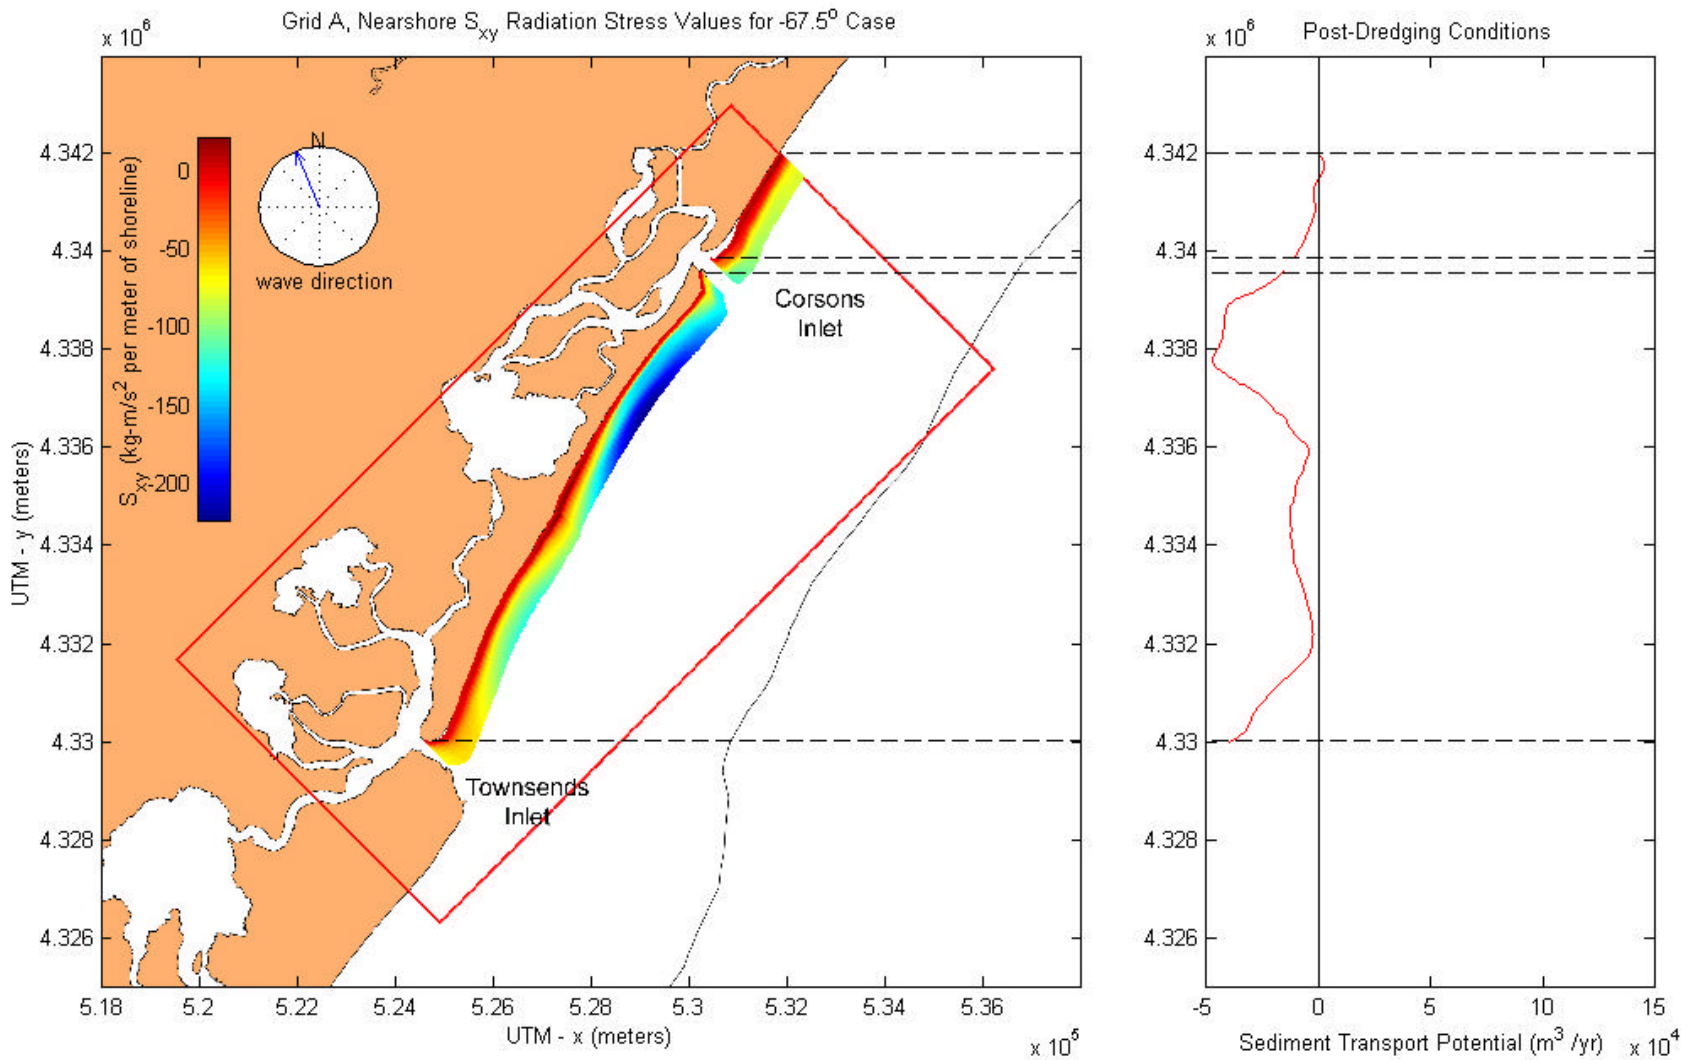 Grid A, Nearshore Sxy Radiation Stress Values for -67.5o Case
x 10^6
4.342
4.34
4.338
4.336
4.334
4.332
4.33
4.328
4.326
UTM - y (meters)
0
-50
-100
-150
-200
Sxy (kg-m/s^2 per meter of shoreline)
N
wave direction
Corsons
Inlet
Townsends
Inlet
5.18
5.2
5.22
5.24
5.26
5.28
5.3
5.32
5.34
5.36
UTM - x (meters)
x 10^5
x 10^6
Post-Dredging Conditions
4.342
4.34
4.338
4.336
4.334
4.332
4.33
4.328
4.326
-5
0
5
10
15
Sediment Transport Potential (m^3 /yr)
x 10^4